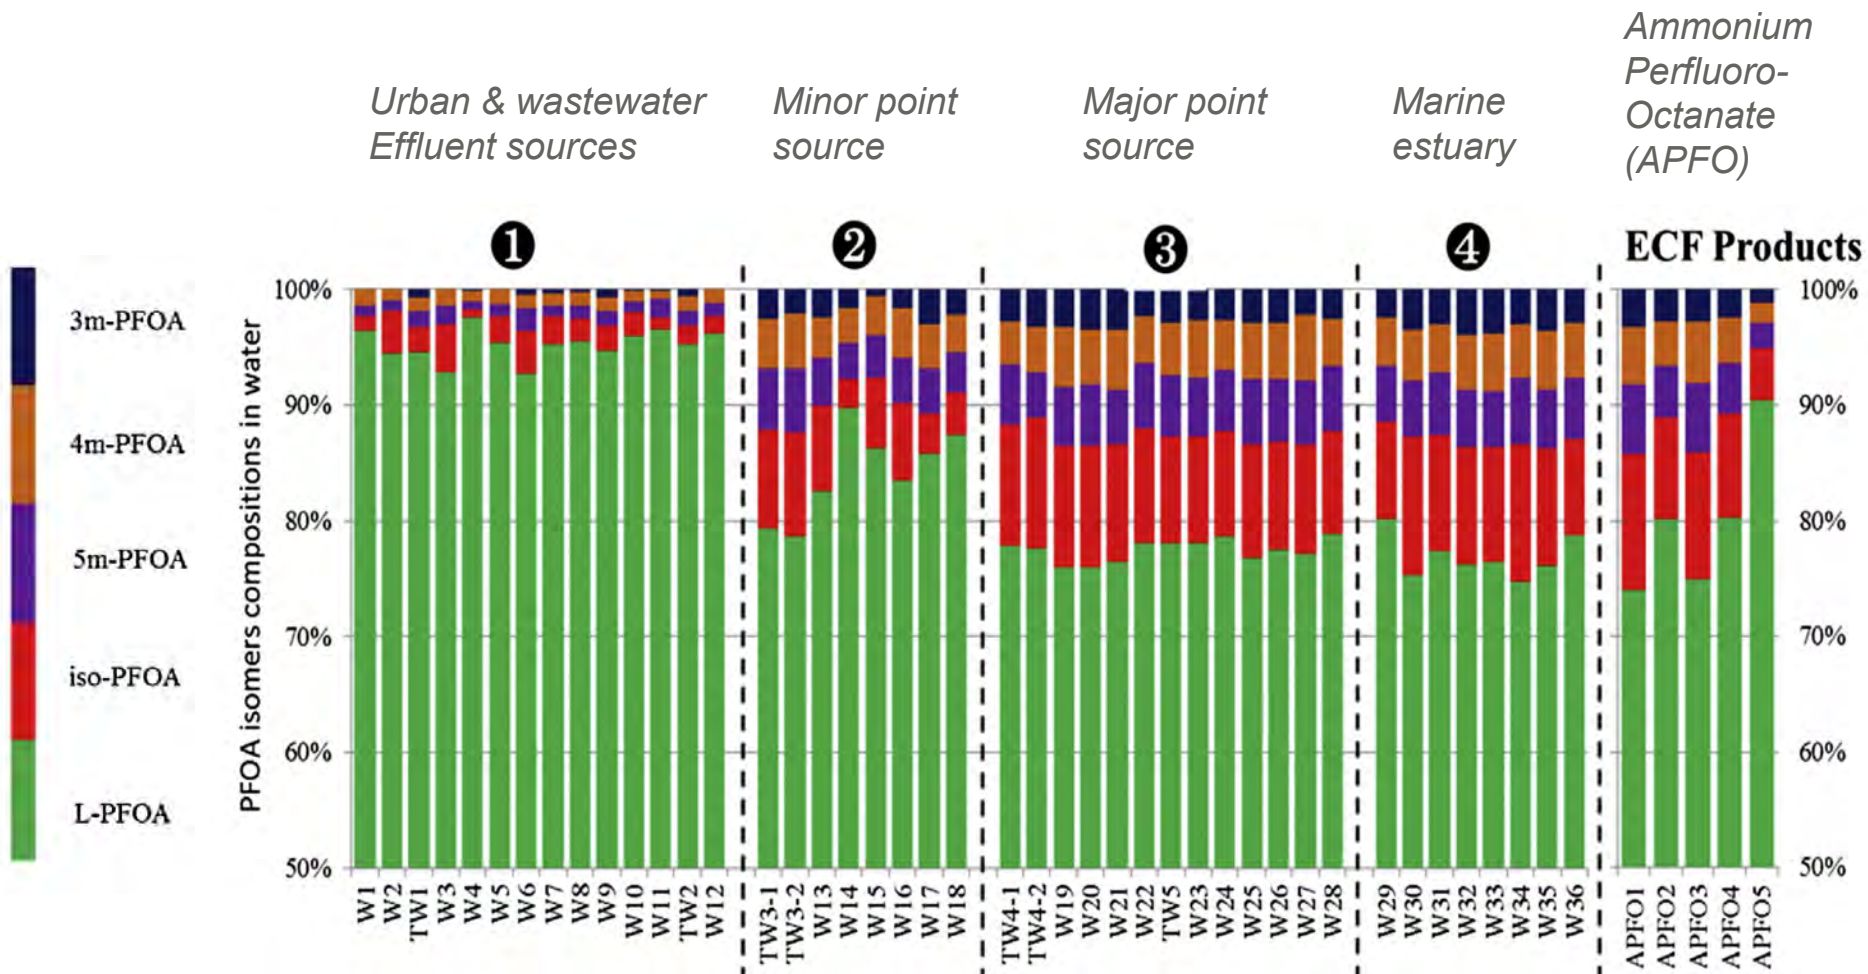 Urban & wastewater
Effluent sources
Minor point
source
Major point
source
Marine
estuary
Ammonium
Perfluoro-
Octanate
(APFO)
❶
❷
❸
❹
ECF Products
3m-PFOA
4m-PFOA
5m-PFOA
iso-PFOA
L-PFOA
PFOA isomers compositions in water
100%
90%
80%
70%
60%
50%
100%
90%
80%
70%
60%
50%
W1
W2
TW1
W3
W4
W5
W6
W7
W8
W9
W10
W11
TW2
W12
TW3-1
TW3-2
W13
W14
W15
W16
W17
W18
TW4-1
TW4-2
W19
W20
W21
W22
TW5
W23
W24
W25
W26
W27
W28
W29
W30
W31
W32
W33
W34
W35
W36
APFO1
APFO2
APFO3
APFO4
APFO5